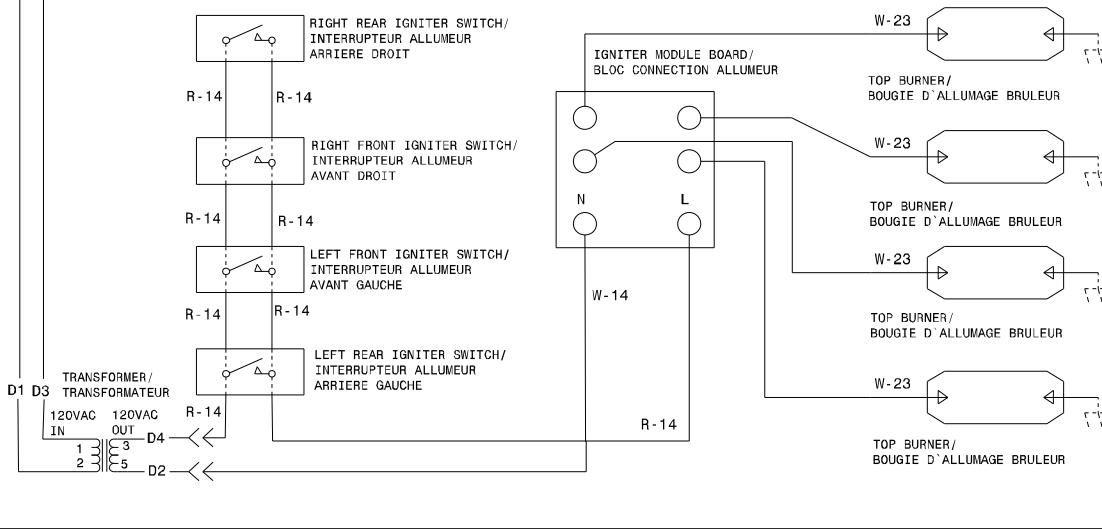 RIGHT REAR IGNITER SWITCH/
INTERRUPTEUR ALLUMEUR
ARRIERE DROIT
R-14
R-14
RIGHT FRONT IGNITER SWITCH/
INTERRUPTEUR ALLUMEUR
AVANT DROIT
R-14
R-14
LEFT FRONT IGNITER SWITCH/
INTERRUPTEUR ALLUMEUR
AVANT GAUCHE
R-14
R-14
LEFT REAR IGNITER SWITCH/
INTERRUPTEUR ALLUMEUR
ARRIERE GAUCHE
R-14
D1 D3
TRANSFORMER/
TRANSFORMATEUR
120VAC
IN
120VAC
OUT
1
2
3
5
D4
D2
IGNITER MODULE BOARD/
BLOC CONNECTION ALLUMEUR
N
L
W-14
R-14
W-23
TOP BURNER/
BOUGIE D`ALLUMAGE BRULEUR
W-23
TOP BURNER/
BOUGIE D`ALLUMAGE BRULEUR
W-23
TOP BURNER/
BOUGIE D`ALLUMAGE BRULEUR
W-23
TOP BURNER/
BOUGIE D`ALLUMAGE BRULEUR